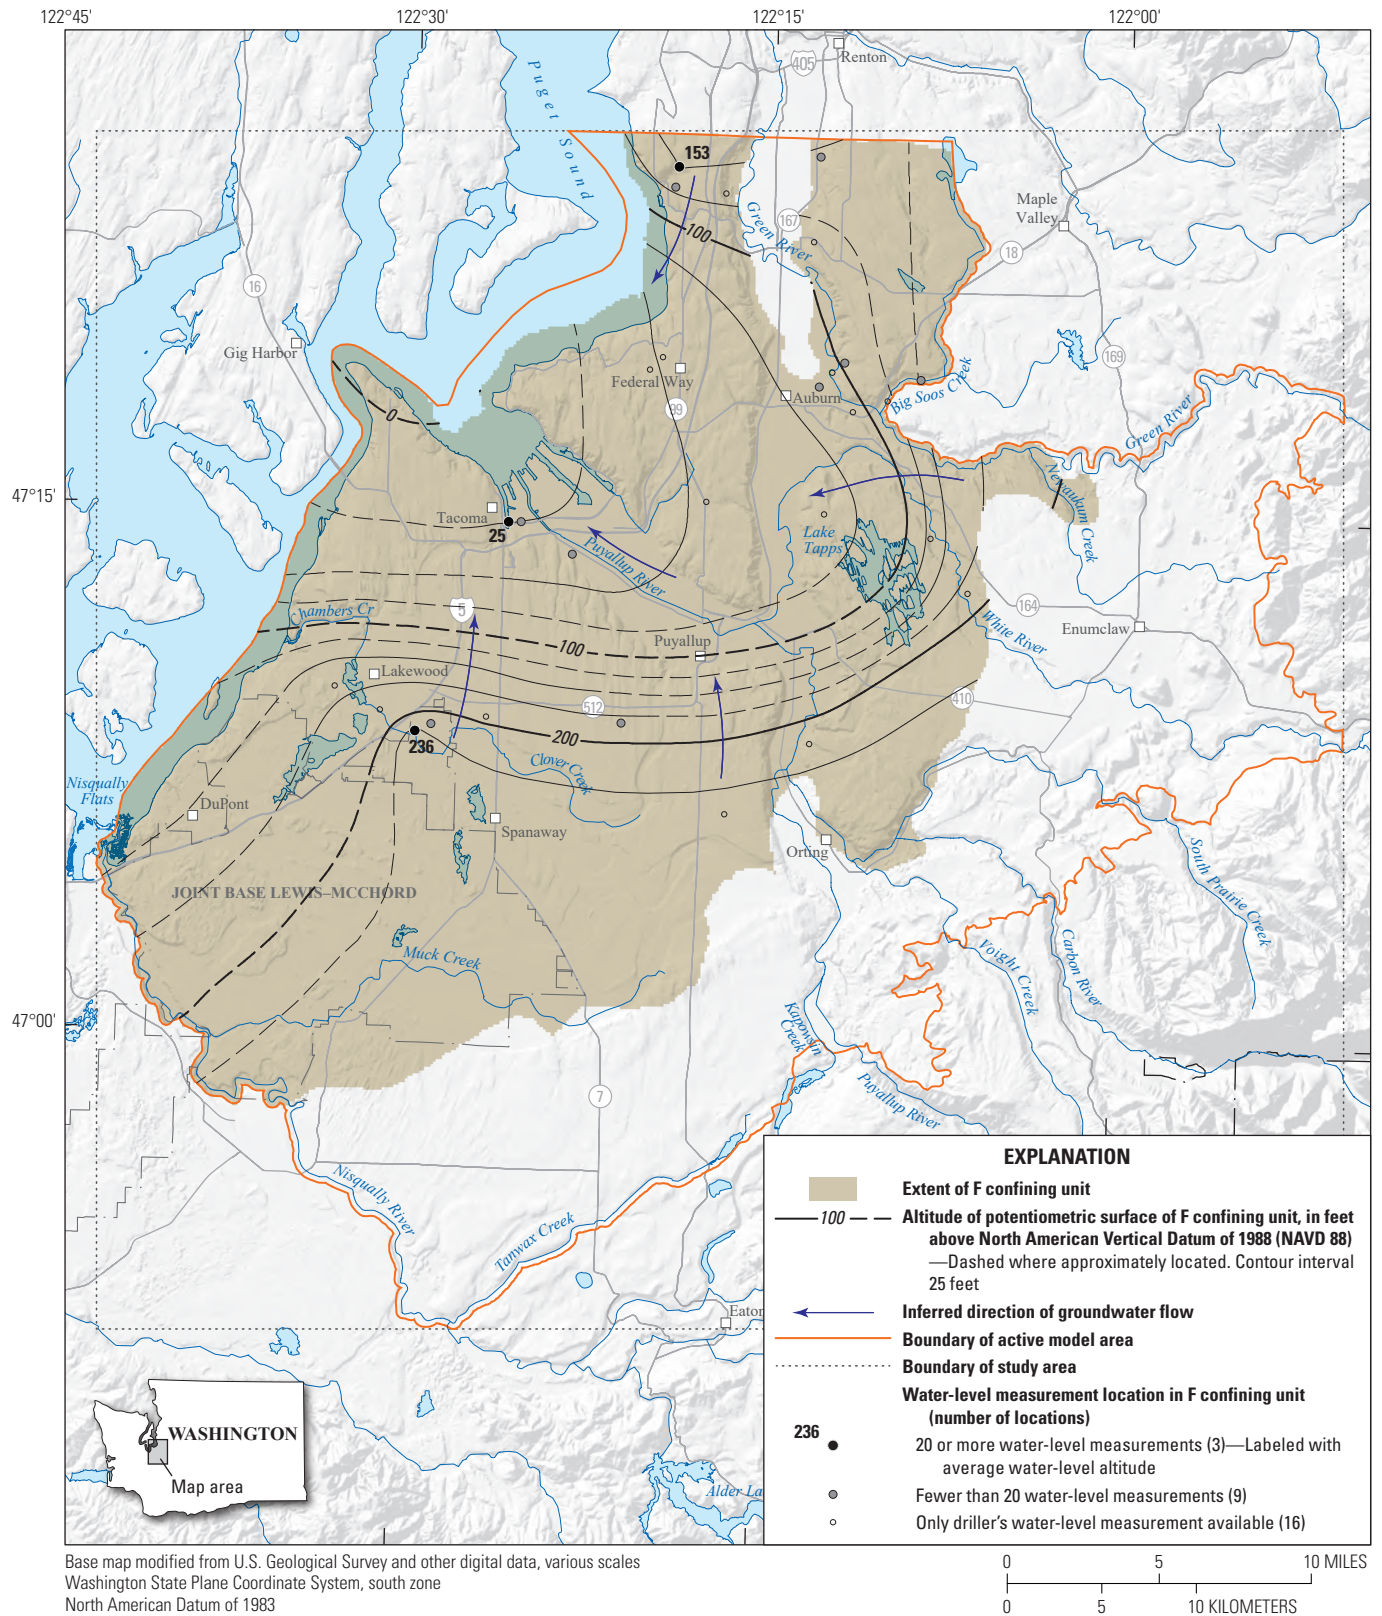 122°45'
122°30'
122°15'
122°00'
405
Renton
Puget Sound
153
Maple
Valley
167
Green River
100
18
16
Gig Harbor
169
Federal Way
Big Soos Creek
Auburn
99
0
Green River
47°15'
Newaukum Creek
Tacoma
25
Lake
Tapps
Puyallup River
Chambers Cr
5
164
White River
Enumclaw
Puyallup
100
Lakewood
410
512
200
236
Clover Creek
Nisqually
Flats
DuPont
Spanaway
Orting
South Prairie Creek
JOINT BASE LEWIS–MCCHORD
Carbon River
Voight Creek
Muck Creek
47°00'
Kapowsin
Creek
Puyallup River
7
Nisqually River
Tanwax Creek
Eaton
Alder La
EXPLANATION
Extent of F confining unit
100
Altitude of potentiometric surface of F confining unit, in feet
above North American Vertical Datum of 1988 (NAVD 88)
—Dashed where approximately located. Contour interval
25 feet
Inferred direction of groundwater flow
Boundary of active model area
Boundary of study area
Water-level measurement location in F confining unit
(number of locations)
236
20 or more water-level measurements (3)—Labeled with
average water-level altitude
Fewer than 20 water-level measurements (9)
Only driller's water-level measurement available (16)
WASHINGTON
Map area
Base map modified from U.S. Geological Survey and other digital data, various scales
Washington State Plane Coordinate System, south zone
North American Datum of 1983
0 5 10 MILES
0 5 10 KILOMETERS